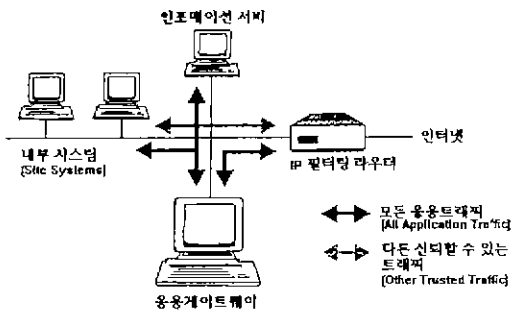 인포메이션 서비
내부 시스템
(Site Systems)
IP 필터링 라우터
인터넷
응용게이트웨이
모든 응용트래픽
(All Application Traffic)
다른 신뢰할 수 있는
트래픽
(Other Trusted Traffic)